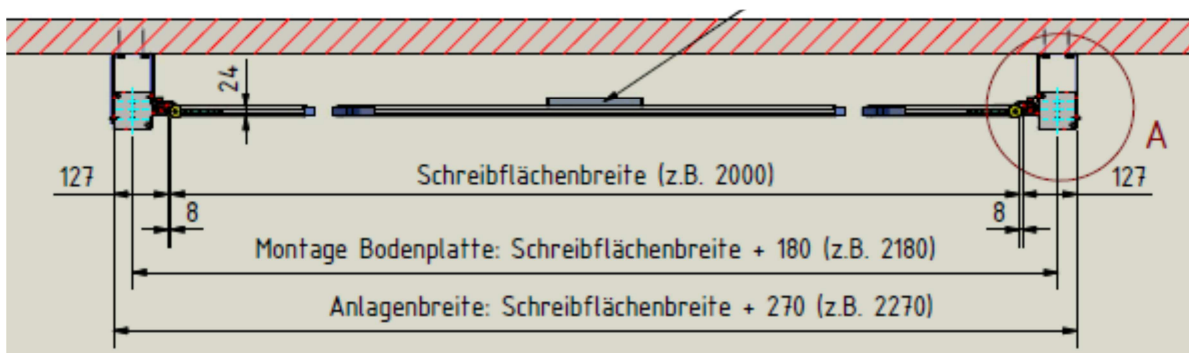 24
A
127
Schreibflächenbreite (z.B. 2000)
127
8
8
Montage Bodenplatte: Schreibflächenbreite + 180 (z.B. 2180)
Anlagenbreite: Schreibflächenbreite + 270 (z.B. 2270)